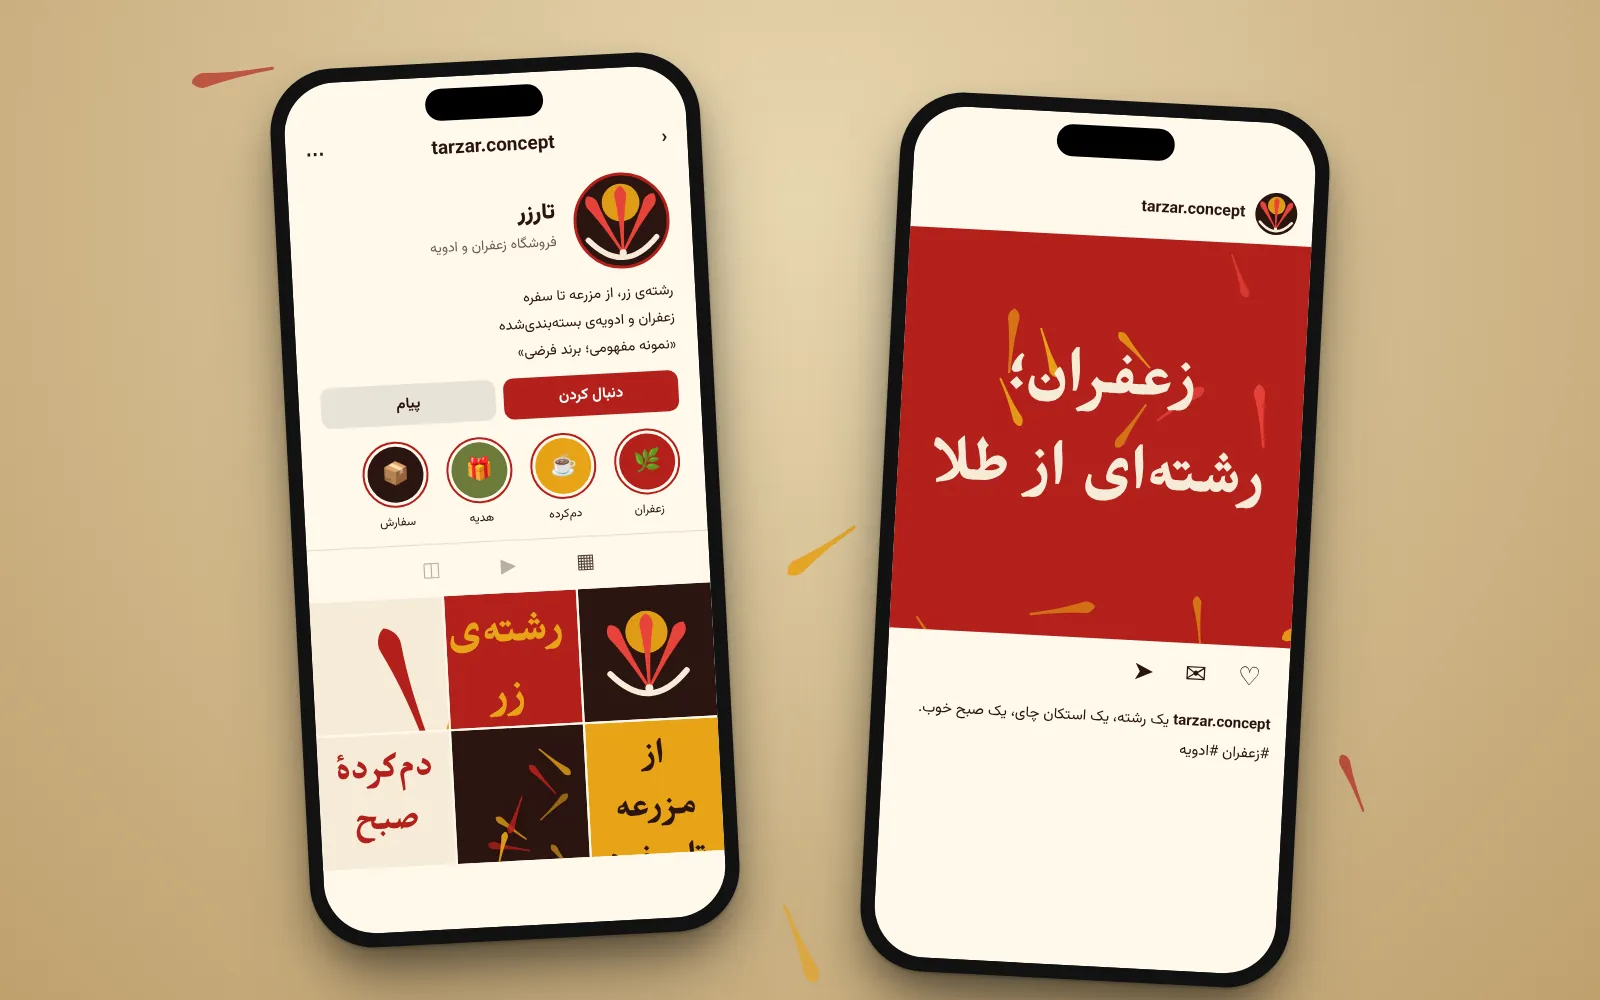 tarzar.concept
تارزر
فروشگاه زعفران و ادویه
رشته‌ی زر، از مزرعه تا سفره
زعفران و ادویه‌ی بسته‌بندی‌شده
«نمونه مفهومی؛ برند فرضی»
دنبال کردن
پیام
زعفران
دم‌کرده
هدیه
سفارش
رشته‌ی
زر
از
مزرعه
دم‌کردهٔ
صبح
tarzar.concept
زعفران؛
رشته‌ای از طلا
tarzar.concept یک رشته، یک استکان چای، یک صبح خوب.
#زعفران #ادویه